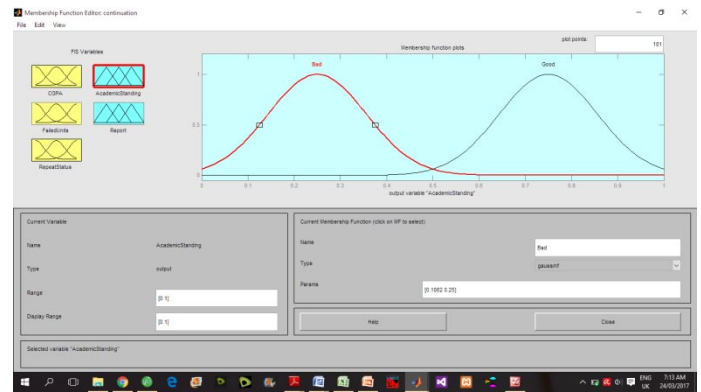 Membership Function Editor: continuation
File Edit View
FIS Variables
Membership function plots
plot points:
181
CGPA
AcademicStanding
FailedUnits
Report
RepeatStatus
Bad
Good
1
0.5
0
0 0.1 0.2 0.3 0.4 0.5 0.6 0.7 0.8 0.9 1
output variable "AcademicStanding"
Current Variable
Name AcademicStanding
Type output
Range [0 1]
Display Range [0 1]
Current Membership Function (click on MF to select)
Name Bad
Type gaussmf
Params [0.1062 0.25]
Help
Close
Selected variable "AcademicStanding"
ENG 7:13 AM
UK 24/03/2017